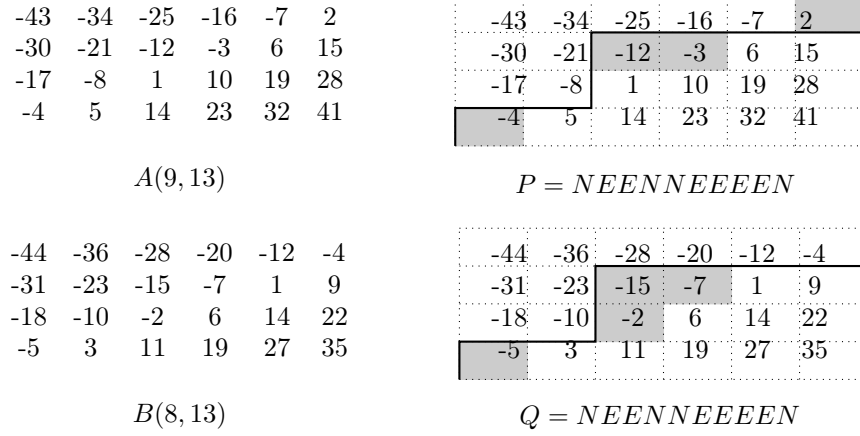 -43 -34 -25 -16 -7 2
-30 -21 -12 -3 6 15
-17 -8 1 10 19 28
-4 5 14 23 32 41
A(9, 13)
-43 -34 -25 -16 -7 2
-30 -21 -12 -3 6 15
-17 -8 1 10 19 28
-4 5 14 23 32 41
P = NEENNEEEEN
-44 -36 -28 -20 -12 -4
-31 -23 -15 -7 1 9
-18 -10 -2 6 14 22
-5 3 11 19 27 35
B(8, 13)
-44 -36 -28 -20 -12 -4
-31 -23 -15 -7 1 9
-18 -10 -2 6 14 22
-5 3 11 19 27 35
Q = NEENNEEEEN